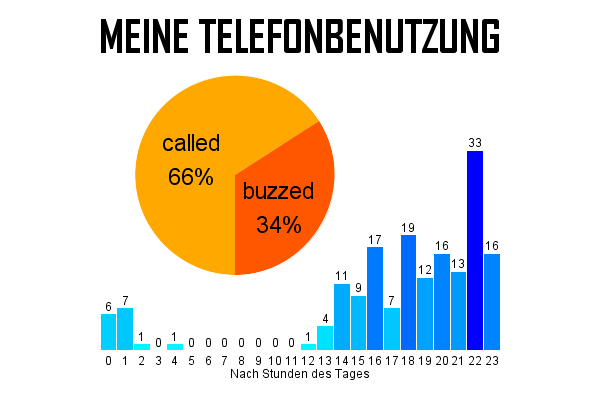 MEINE TELEFONBENUTZUNG
called
66%
buzzed
34%
6 7 1 0 1 0 0 0 0 0 0 0 1 4 11 9 17 7 19 12 16 13 33 16
0 1 2 3 4 5 6 7 8 9 10 11 12 13 14 15 16 17 18 19 20 21 22 23
Nach Stunden des Tages